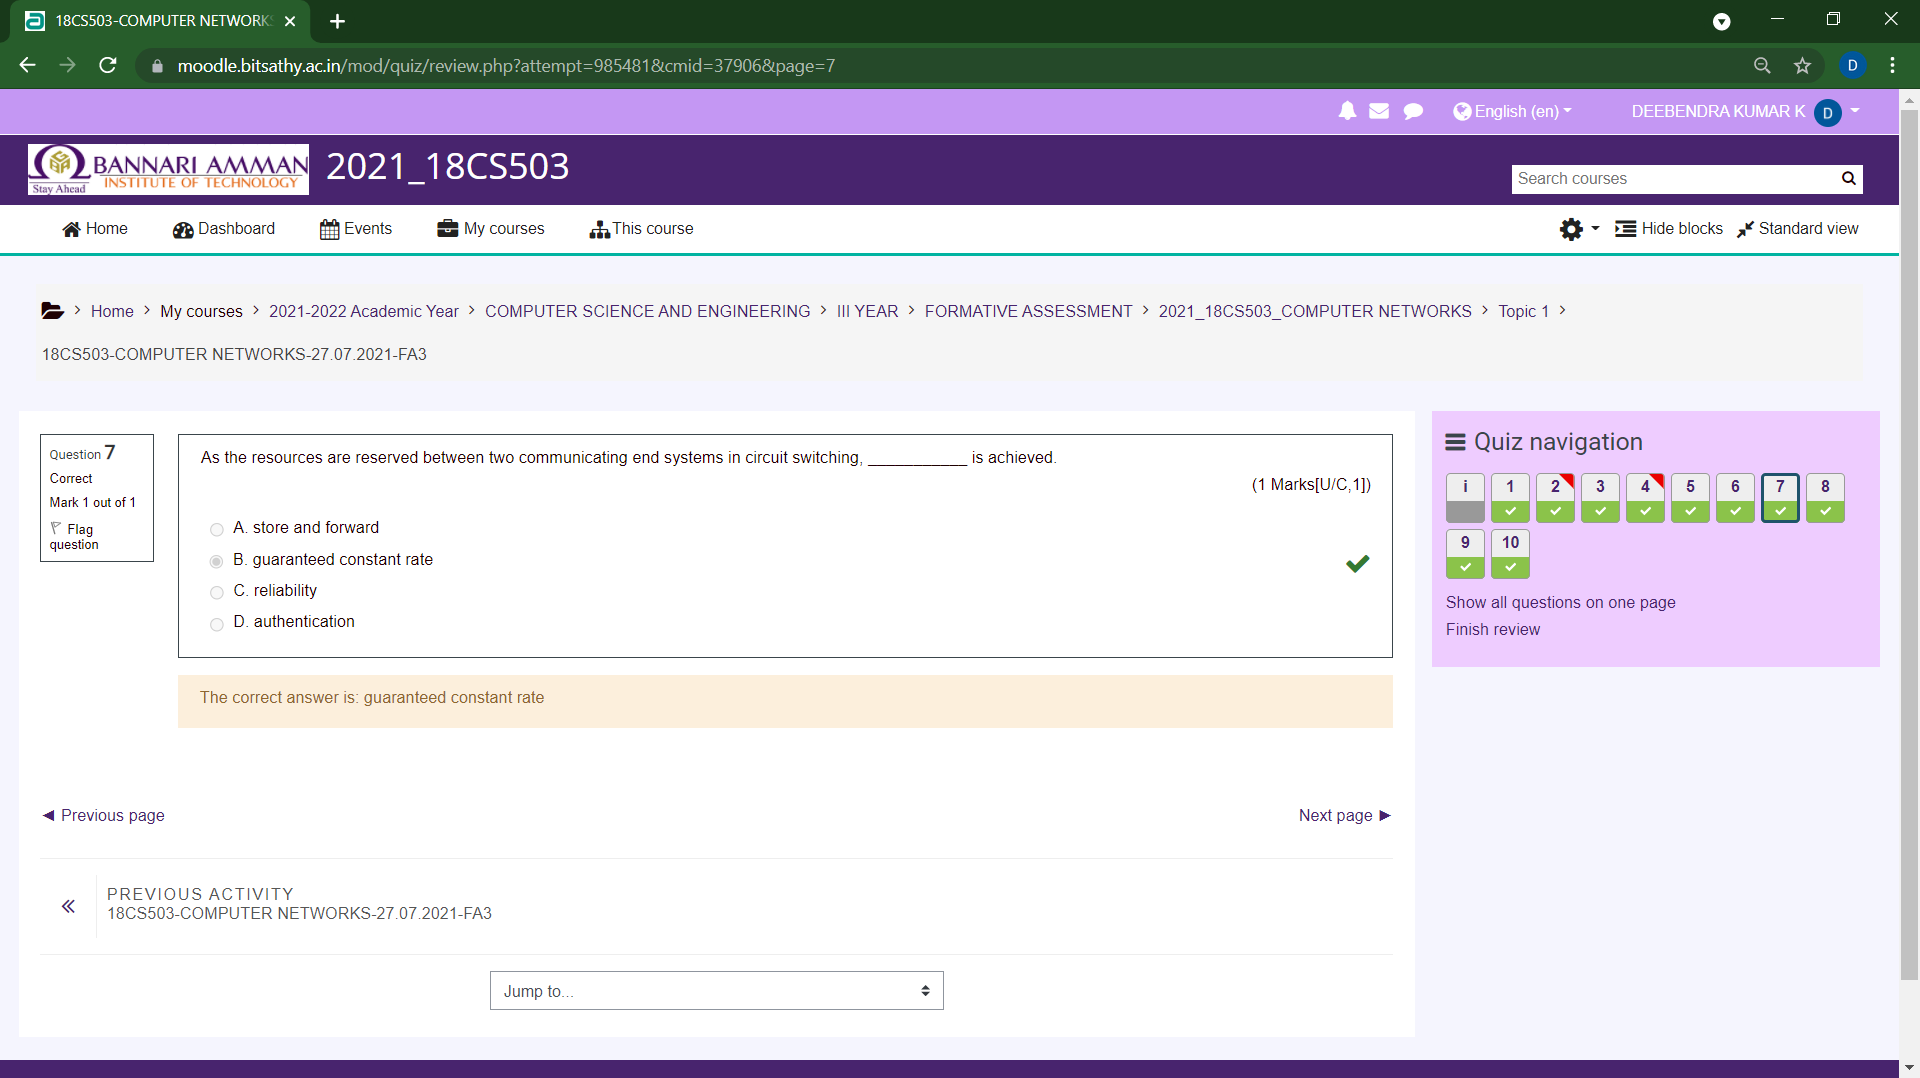 18CS503-COMPUTER NETWORKS
moodle.bitsathy.ac.in/mod/quiz/review.php?attempt=985481&cmid=37906&page=7
D
English (en)
DEEBENDRA KUMAR K
D
BANNARI AMMAN
INSTITUTE OF TECHNOLOGY
Stay Ahead
2021_18CS503
Search courses
Home
Dashboard
Events
My courses
This course
Hide blocks
Standard view
Home > My courses > 2021-2022 Academic Year > COMPUTER SCIENCE AND ENGINEERING > III YEAR > FORMATIVE ASSESSMENT > 2021_18CS503_COMPUTER NETWORKS > Topic 1 >
18CS503-COMPUTER NETWORKS-27.07.2021-FA3
Question 7
Correct
Mark 1 out of 1
Flag
question
As the resources are reserved between two communicating end systems in circuit switching, ___________ is achieved.
(1 Marks[U/C,1])
A. store and forward
B. guaranteed constant rate
C. reliability
D. authentication
The correct answer is: guaranteed constant rate
◄ Previous page
Next page ►
PREVIOUS ACTIVITY
18CS503-COMPUTER NETWORKS-27.07.2021-FA3
Jump to...
Quiz navigation
i 1 2 3 4 5 6 7 8
9 10
Show all questions on one page
Finish review